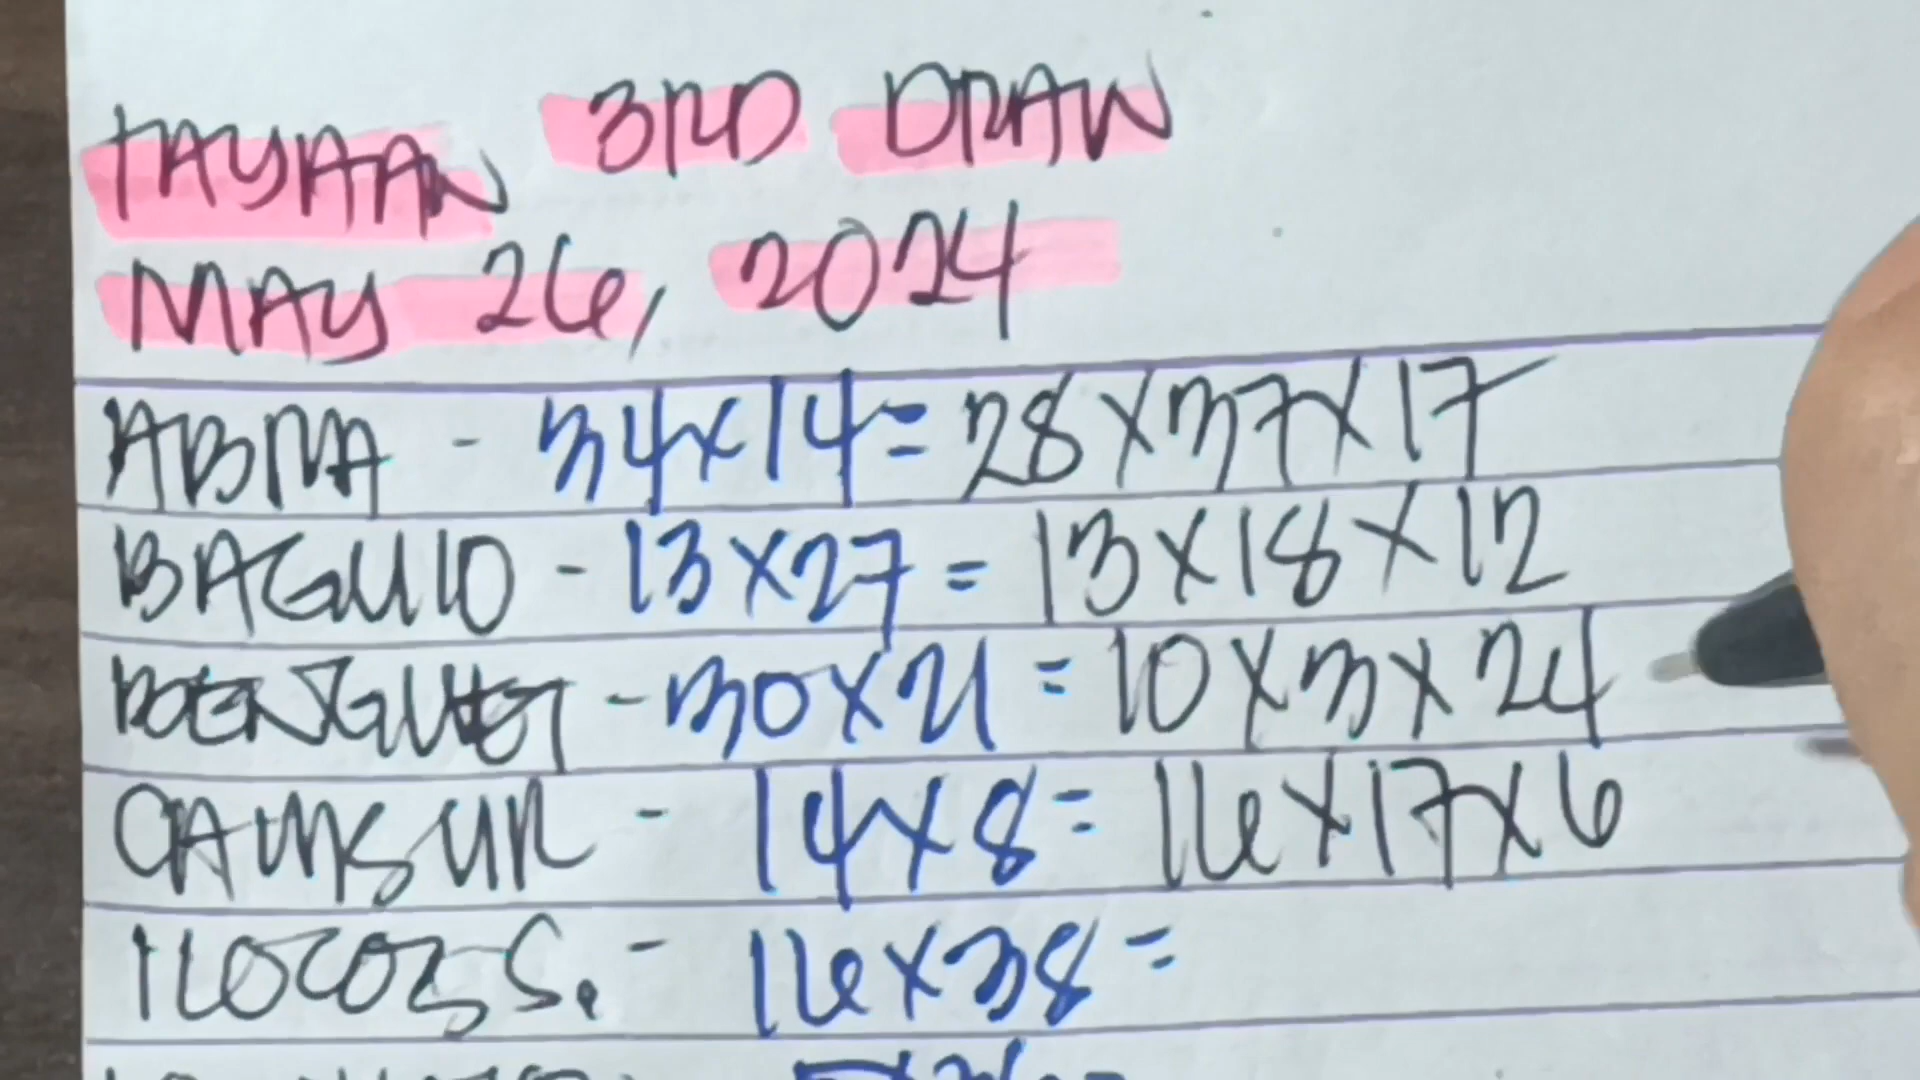 TAYAAN 3RD DRAW
MAY 26, 2024
ABRA - 34X14= 28X37X17
BAGUIO - 13X27 = 13X18X12
BENGUET - 30X21 = 10X3X24
CAMSUR - 14X8= 16X17X6
ILOCOS S. - 16X38 =